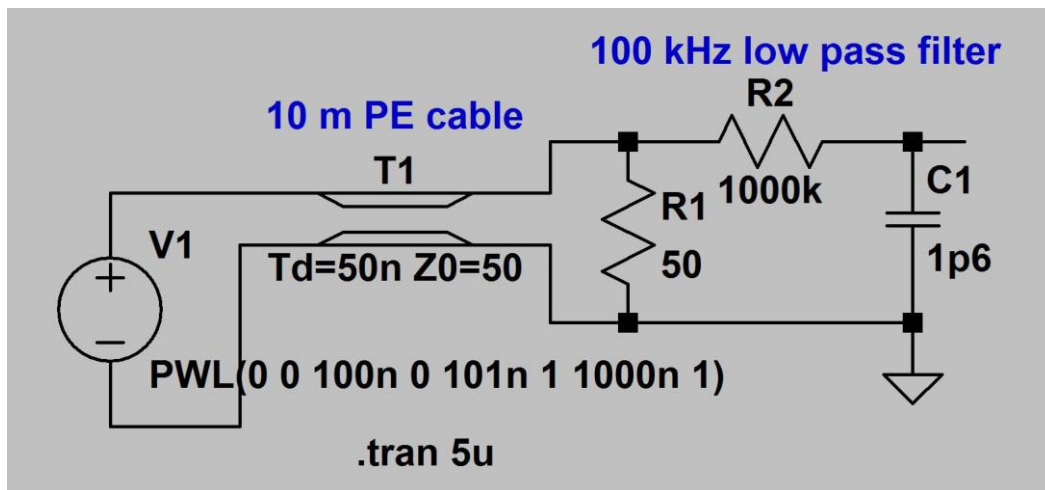 100 kHz low pass filter
R2
10 m PE cable
T1
1000k
C1
R1
V1
Td=50n Z0=50
50
1p6
PWL(0 0 100n 0 101n 1 1000n 1)
.tran 5u